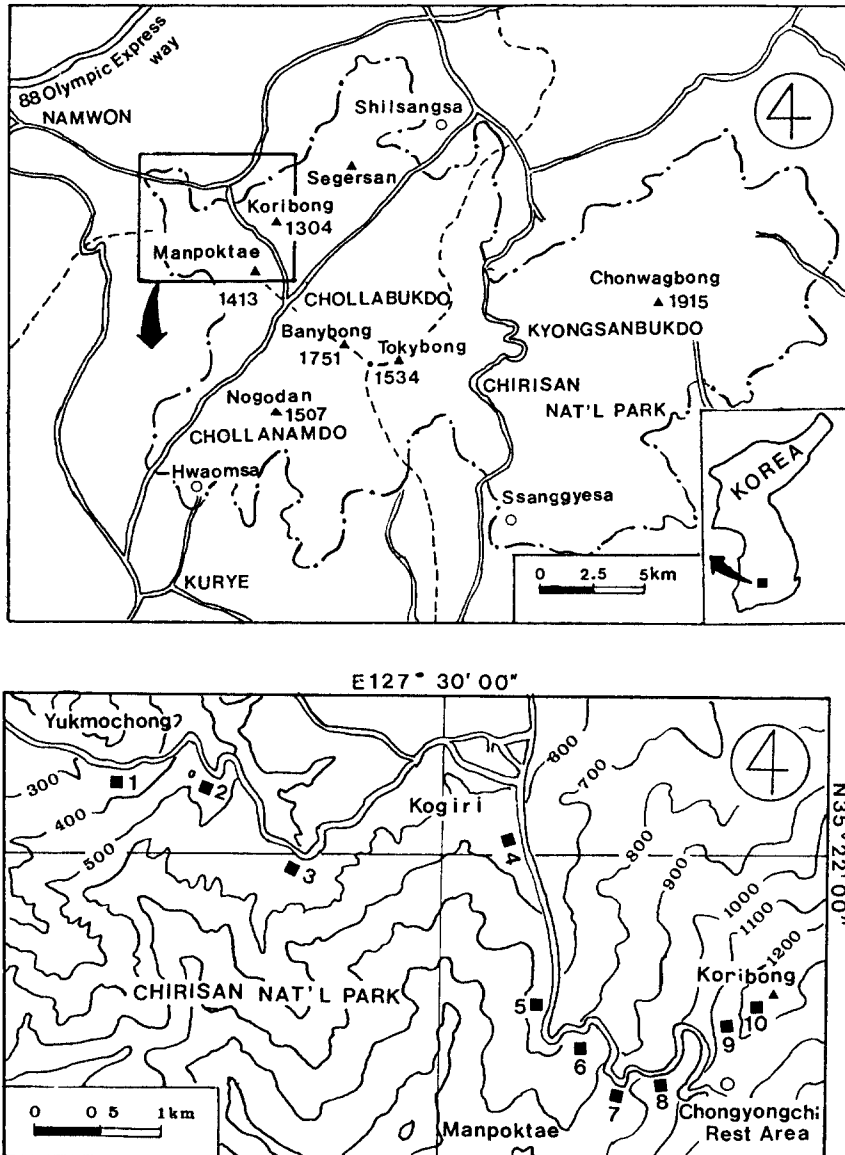 88 Olympic Express
way
NAMWON
Shilsangsa
Segersan
Koribong
1304
Manpoktae
1413
CHOLLABUKDO
Chonwagbong
1915
Banybong
1751
Tokybong
1534
KYONGSANBUKDO
Nogodan
1507
CHIRISAN
NAT'L PARK
CHOLLANAMDO
KOREA
Hwaomsa
Ssanggyesa
0 2.5 5km
KURYE
4
E127° 30' 00"
Yukmochong
300
1
2
400
500
3
Kogiri
4
800
700
800
900
1000
1100
1200
4
N35° 22' 00"
Koribong
CHIRISAN NAT'L PARK
5
6
7
8
9
10
0 0 5 1km
Manpoktae
Chongyongchi
Rest Area